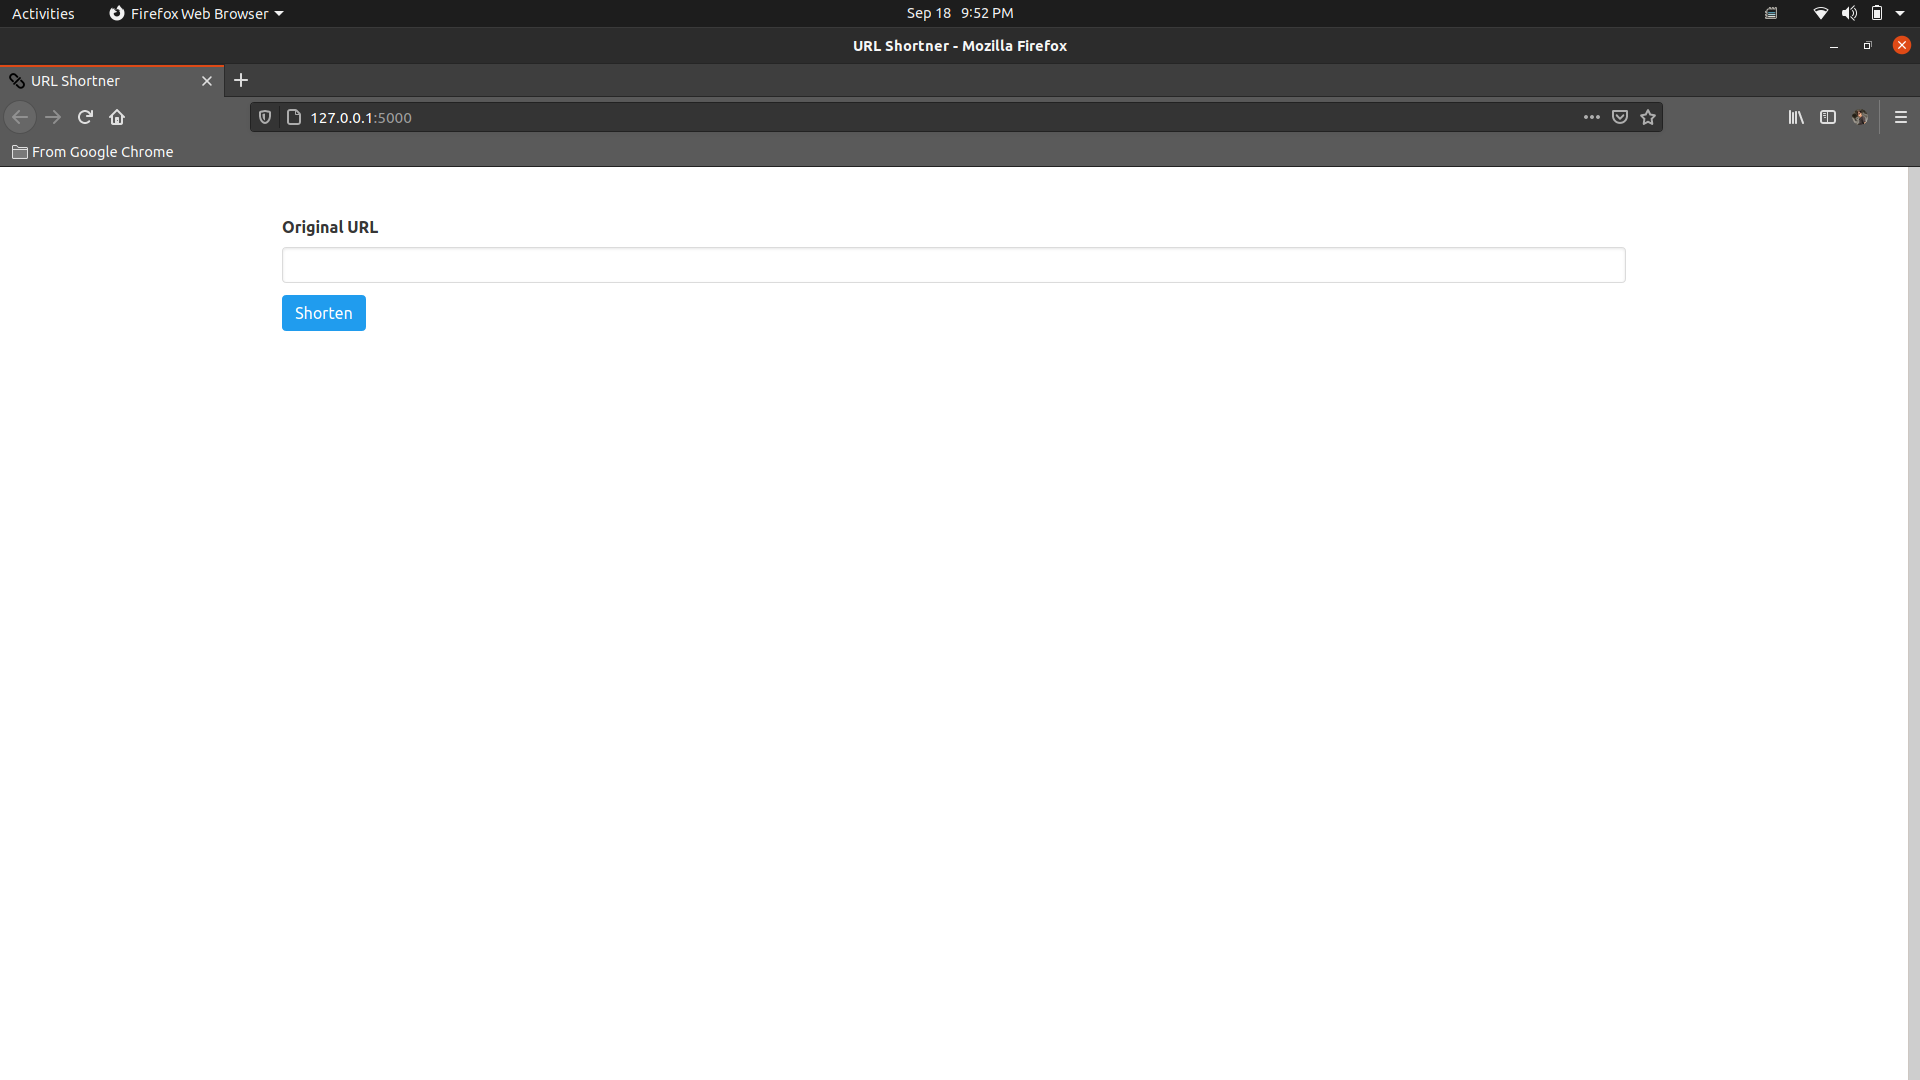 Activities
Firefox Web Browser
Sep 18 9:52 PM
URL Shortner - Mozilla Firefox
URL Shortner
127.0.0.1:5000
From Google Chrome
Original URL
Shorten